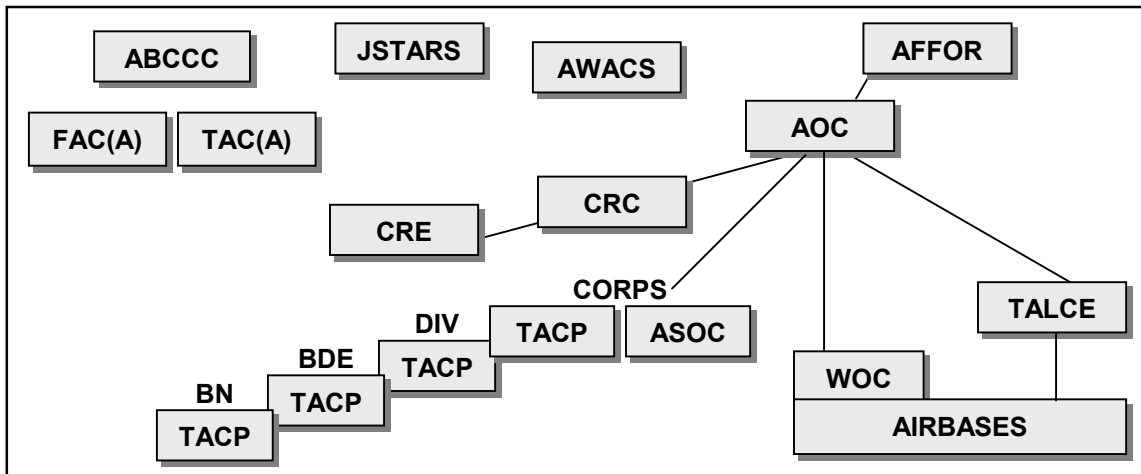 ABCCC
JSTARS
AWACS
AFFOR
FAC(A)
TAC(A)
AOC
CRE
CRC
CORPS
TACP
ASOC
DIV
TACP
BDE
TACP
BN
TACP
TALCE
WOC
AIRBASES